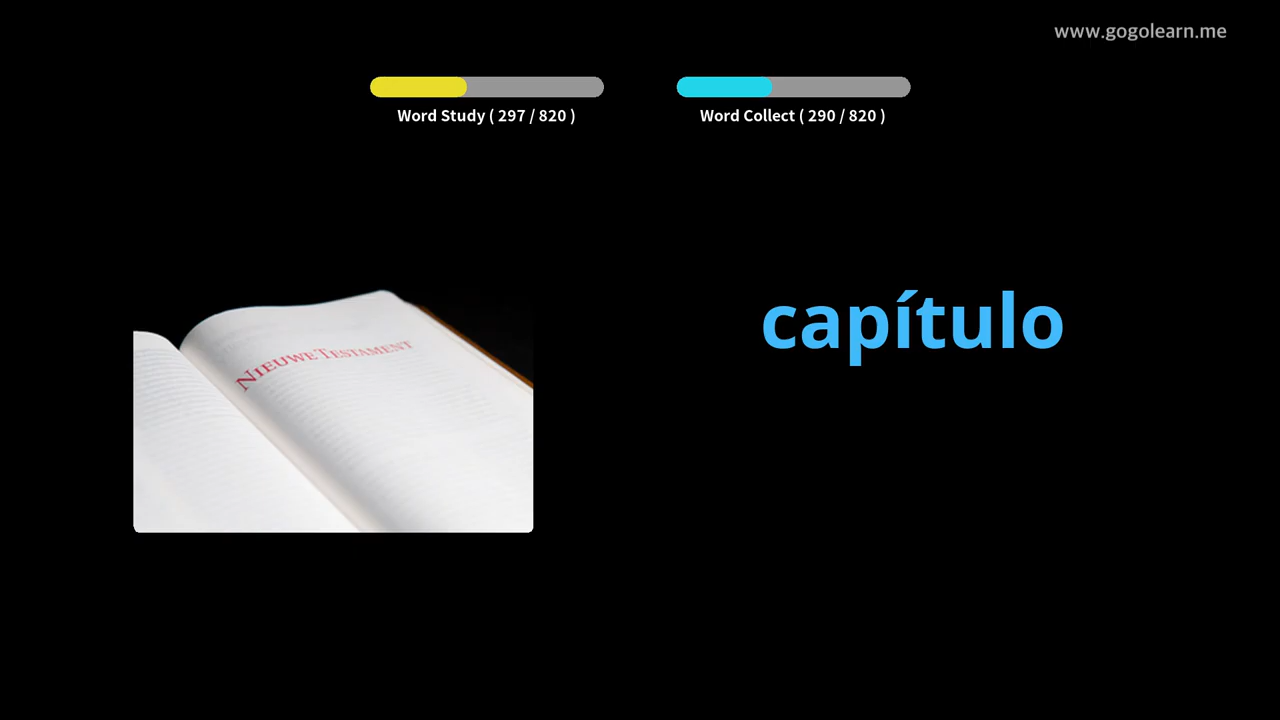 www.gogolearn.me
Word Study ( 297 / 820 )
Word Collect ( 290 / 820 )
capítulo
NIEUWE TESTAMENT